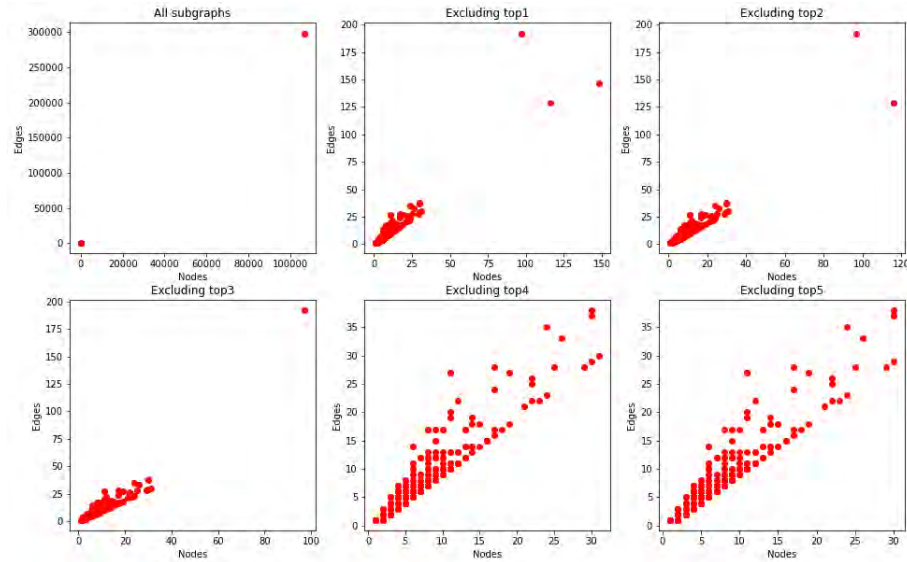 All subgraphs
Excluding top1
Excluding top2
300000
250000
200000
150000
100000
50000
0
Edges
0 20000 40000 60000 80000 100000
Nodes
200
175
150
125
100
75
50
25
0
Edges
0 25 50 75 100 125 150
Nodes
200
175
150
125
100
75
50
25
0
Edges
0 20 40 60 80 100 120
Nodes
Excluding top3
Excluding top4
Excluding top5
200
175
150
125
100
75
50
25
0
Edges
0 20 40 60 80 100
Nodes
35
30
25
20
15
10
5
0
Edges
0 5 10 15 20 25 30
Nodes
35
30
25
20
15
10
5
0
Edges
0 5 10 15 20 25 30
Nodes